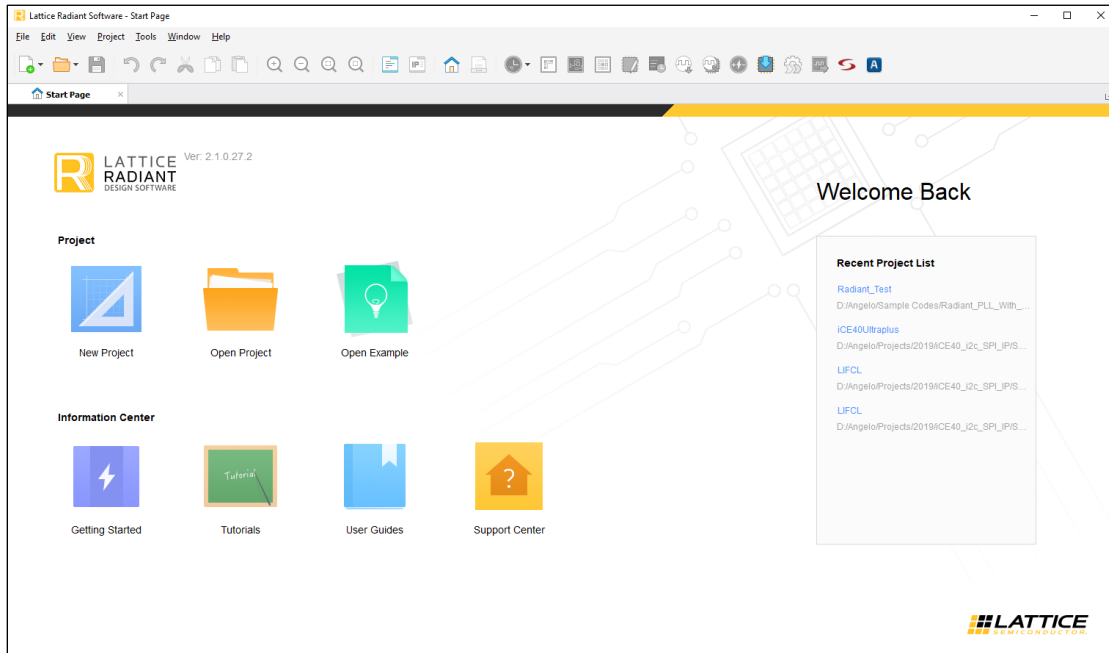 Lattice Radiant Software - Start Page
File Edit View Project Tools Window Help
IP
A
Start Page
LATTICE
RADIANT
DESIGN SOFTWARE
Ver: 2.1.0.27.2
Welcome Back
Project
New Project Open Project Open Example
Recent Project List
Radiant_Test
D:/Angelo/Sample Codes/Radiant_PLL_With_...
iCE40Ultraplus
D:/Angelo/Projects/2019/iCE40_i2c_SPI_IP/S...
LIFCL
D:/Angelo/Projects/2019/iCE40_i2c_SPI_IP/S...
LIFCL
D:/Angelo/Projects/2019/iCE40_i2c_SPI_IP/S...
Information Center
Tutorial
?
Getting Started Tutorials User Guides Support Center
LATTICE
SEMICONDUCTOR.